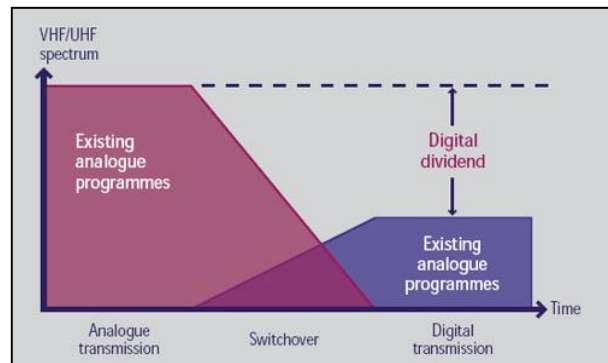 VHF/UHF
spectrum
Existing
analogue
programmes
Digital
dividend
Existing
analogue
programmes
Time
Analogue
transmission
Switchover
Digital
transmission